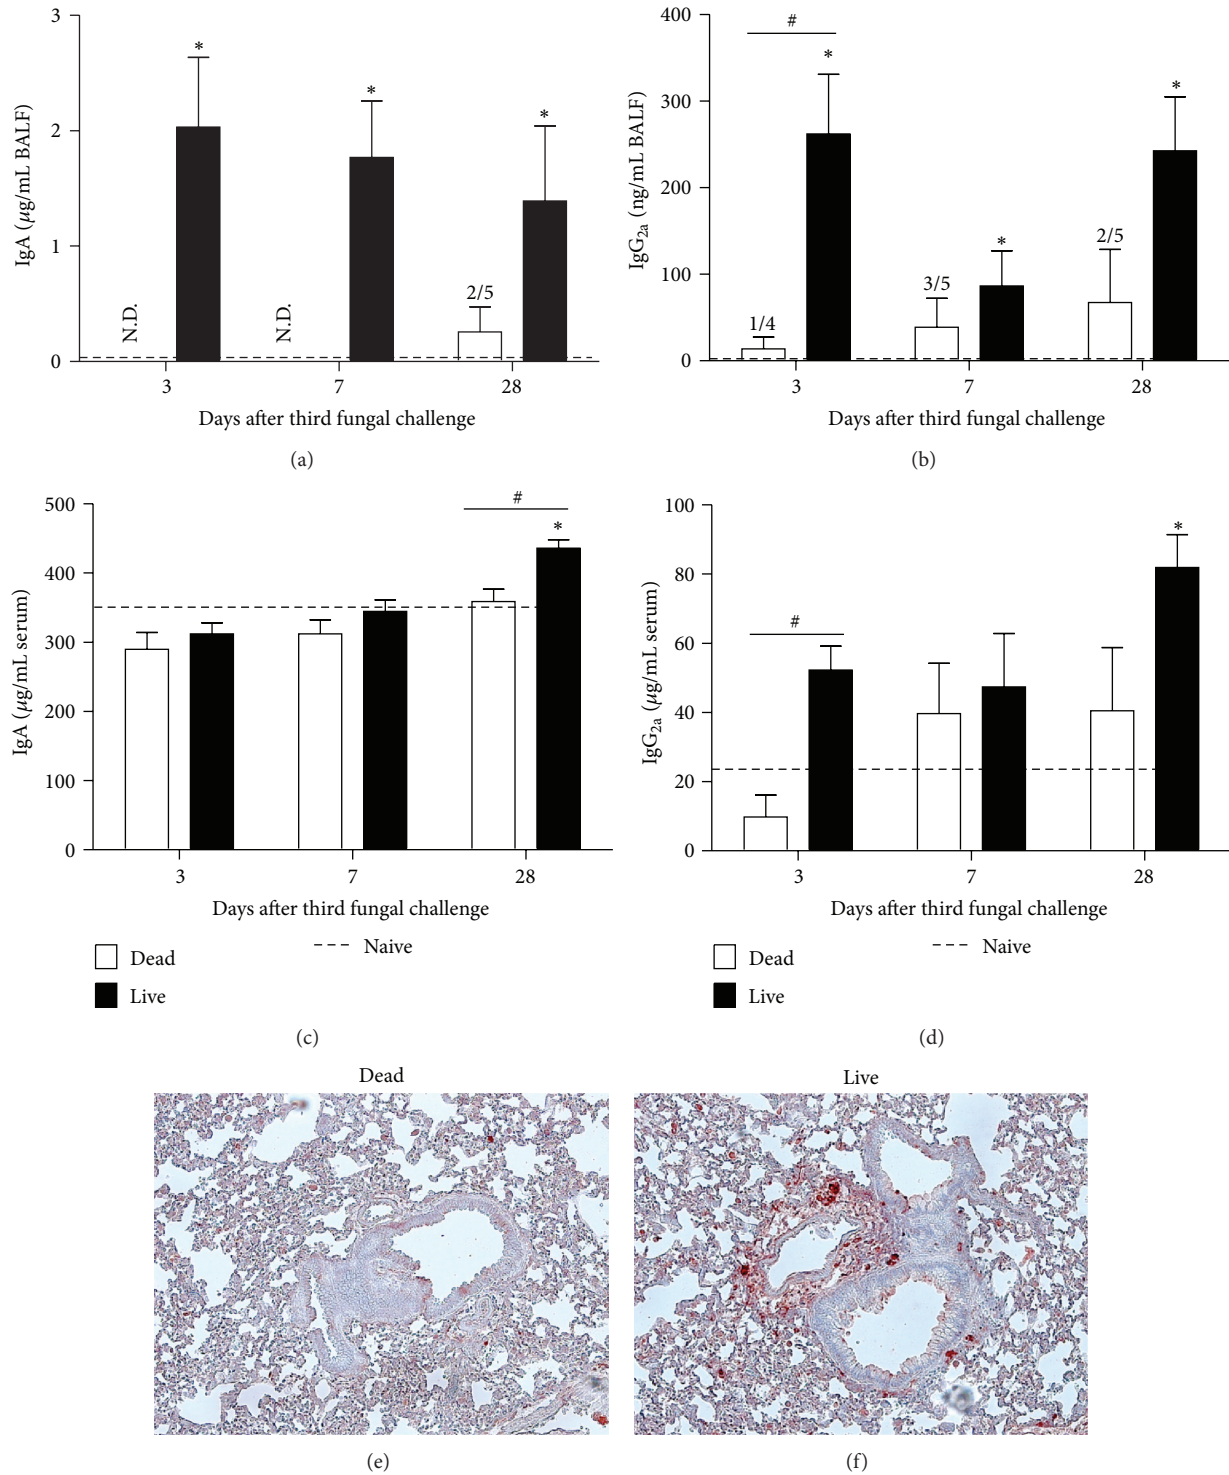 3
2
1
0
IgA (μg/mL BALF)
N.D.
*
N.D.
*
2/5
*
3
7
28
Days after third fungal challenge
(a)
400
300
200
100
0
IgG2a (ng/mL BALF)
#
*
1/4
3/5
*
2/5
*
3
7
28
Days after third fungal challenge
(b)
500
400
300
200
100
0
IgA (μg/mL serum)
#
*
3
7
28
Days after third fungal challenge
Dead
Live
Naive
(c)
100
80
60
40
20
0
IgG2a (μg/mL serum)
#
*
3
7
28
Days after third fungal challenge
Dead
Live
Naive
(d)
Dead
(e)
Live
(f)